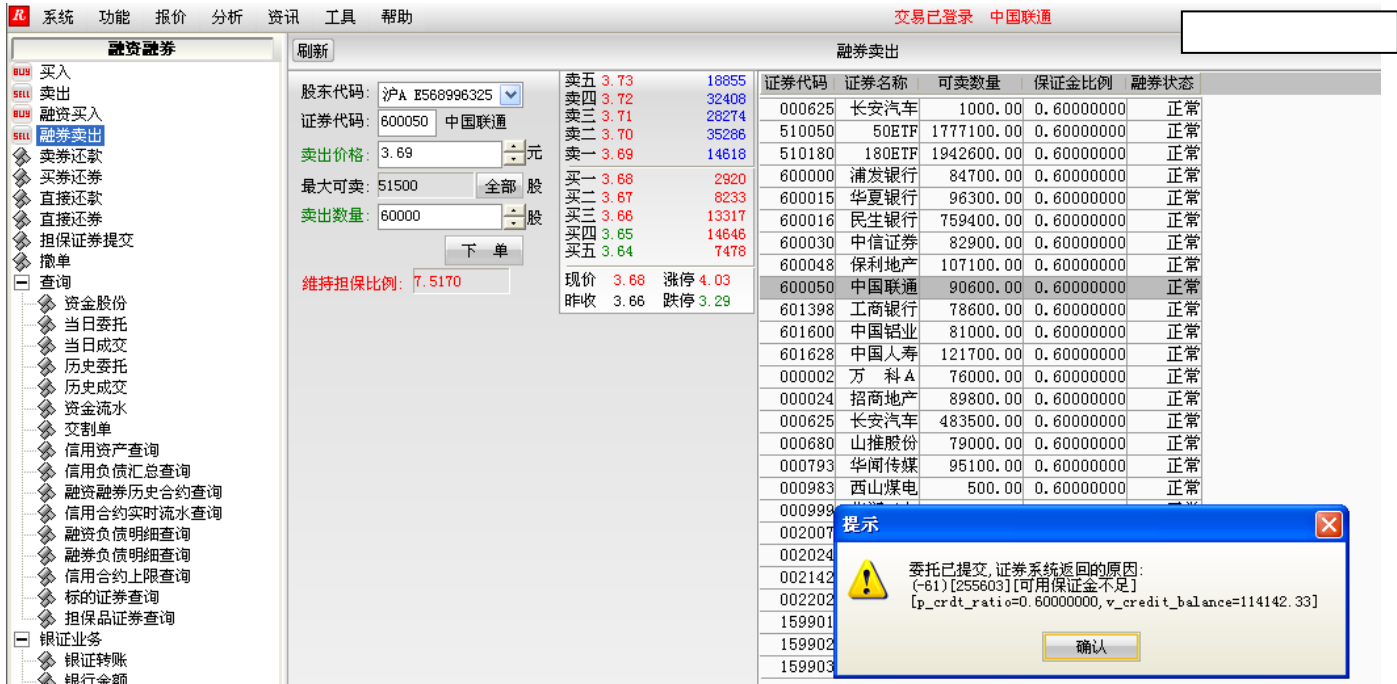 R 系统 功能 报价 分析 资讯 工具 帮助 交易已登录 中国联通
融资融券
BUY 买入
SELL 卖出
BUY 融资买入
SELL 融券卖出
卖券还款
买券还券
直接还款
直接还券
担保证券提交
撤单
查询
资金股份
当日委托
当日成交
历史委托
历史成交
资金流水
交割单
信用资产查询
信用负债汇总查询
融资融券历史合约查询
信用合约实时流水查询
融资负债明细查询
融券负债明细查询
信用合约上限查询
标的证券查询
担保品证券查询
银证业务
银证转账
银行余额
刷新 融券卖出
股东代码: 沪A E568996325
证券代码: 600050 中国联通
卖出价格: 3.69 元
最大可卖: 51500 全部 股
卖出数量: 60000 股
下 单
维持担保比例: 7.5170
卖五 3.73 18855
卖四 3.72 32408
卖三 3.71 28274
卖二 3.70 35286
卖一 3.69 14618
买一 3.68 2920
买二 3.67 8233
买三 3.66 13317
买四 3.65 14646
买五 3.64 7478
现价 3.68 涨停 4.03
昨收 3.66 跌停 3.29
证券代码 证券名称 可卖数量 保证金比例 融券状态
000625 长安汽车 1000.00 0.60000000 正常
510050 50ETF 1777100.00 0.60000000 正常
510180 180ETF 1942600.00 0.60000000 正常
600000 浦发银行 84700.00 0.60000000 正常
600015 华夏银行 96300.00 0.60000000 正常
600016 民生银行 759400.00 0.60000000 正常
600030 中信证券 82900.00 0.60000000 正常
600048 保利地产 107100.00 0.60000000 正常
600050 中国联通 90600.00 0.60000000 正常
601398 工商银行 78600.00 0.60000000 正常
601600 中国铝业 81000.00 0.60000000 正常
601628 中国人寿 121700.00 0.60000000 正常
000002 万 科A 76000.00 0.60000000 正常
000024 招商地产 89800.00 0.60000000 正常
000625 长安汽车 483500.00 0.60000000 正常
000680 山推股份 79000.00 0.60000000 正常
000793 华闻传媒 95100.00 0.60000000 正常
000983 西山煤电 500.00 0.60000000 正常
000999
002007
002024
002142
002202
159901
159902
159903
提示
委托已提交,证券系统返回的原因:
(-61)[255603][可用保证金不足]
[p_crdt_ratio=0.60000000,v_credit_balance=114142.33]
确认